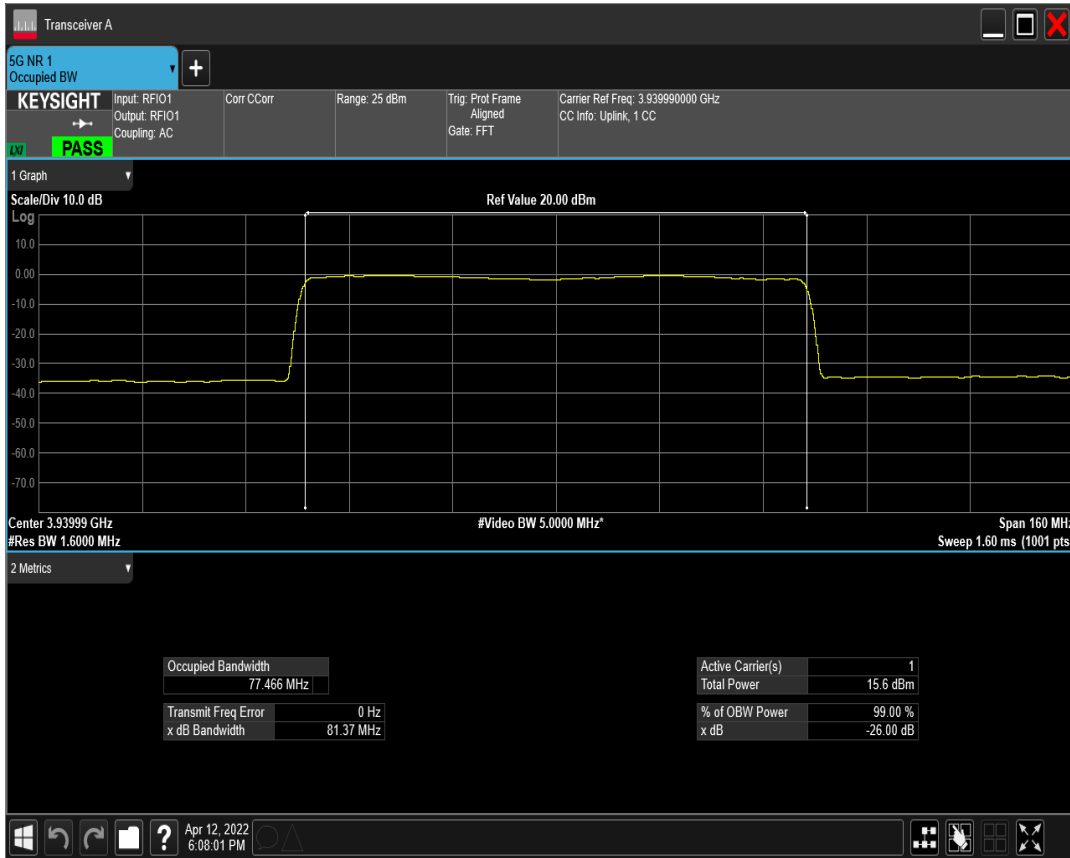 Transceiver A
5G NR 1
Occupied BW
+
KEYSIGHT
LXI
PASS
Input: RFIO1
Output: RFIO1
Coupling: AC
Corr CCorr
Range: 25 dBm
Trig: Prot Frame
Aligned
Gate: FFT
Carrier Ref Freq: 3.939990000 GHz
CC Info: Uplink, 1 CC
1 Graph
Scale/Div 10.0 dB
Ref Value 20.00 dBm
Log
10.0
0.00
-10.0
-20.0
-30.0
-40.0
-50.0
-60.0
-70.0
Center 3.93999 GHz
#Video BW 5.0000 MHz*
Span 160 MHz
#Res BW 1.6000 MHz
Sweep 1.60 ms (1001 pts
2 Metrics
Occupied Bandwidth
77.466 MHz
Transmit Freq Error 0 Hz
x dB Bandwidth 81.37 MHz
Active Carrier(s) 1
Total Power 15.6 dBm
% of OBW Power 99.00 %
x dB -26.00 dB
?
Apr 12, 2022
6:08:01 PM